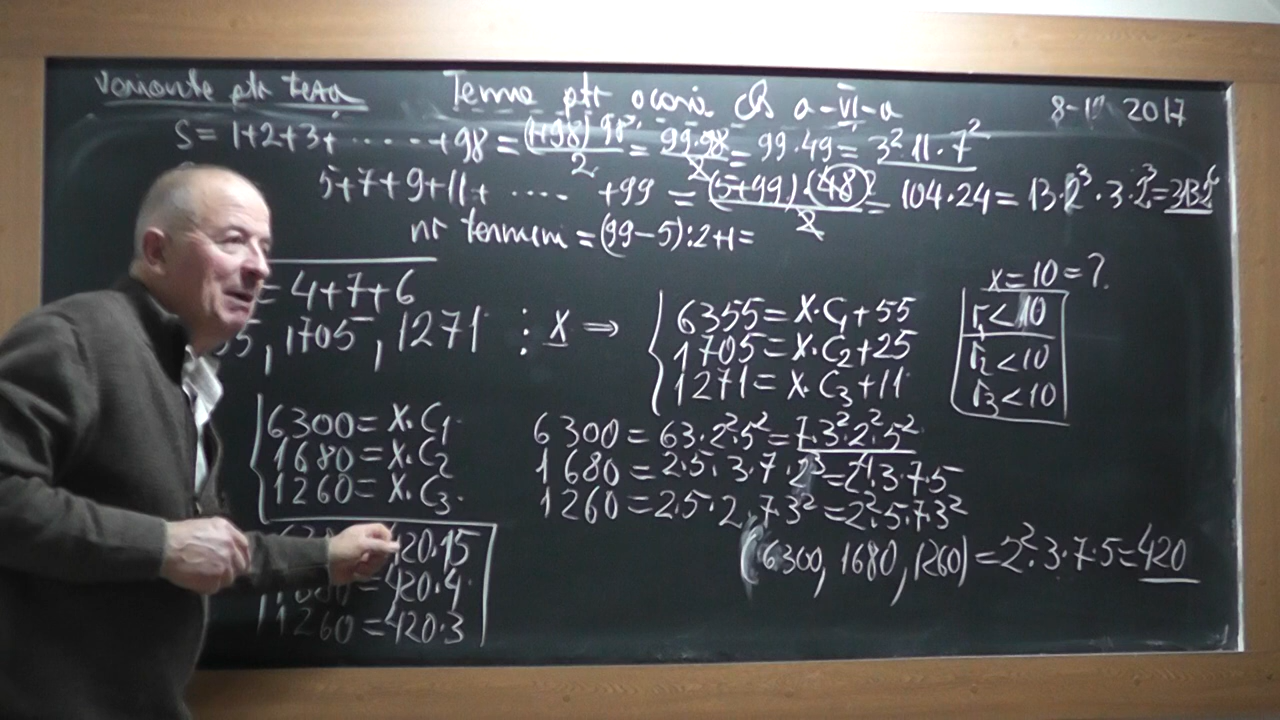 Variante ptr teză Teme ptr ocolo cls a-VI-a 8-12 2017
S = 1+2+3+.....+98 = (1+98) 98 / 2 = 99·98 / 2 = 99·49 = 3²·11·7²
5+7+9+11+ ..... +99 = (5+99)·(48) / 2 = 104·24 = 13·2³·3·2³ = 3·13·2⁶
nr termeni = (99-5):2+1=
= 4+7+6
55, 1705, 1271 : X ⇒
x=10=?
6355 = X·C₁+55
1705 = X·C₂+25
1271 = X·C₃+11
r₁<10
r₂<10
r₃<10
6300 = X·C₁
1680 = X·C₂
1260 = X·C₃
6300 = 63·2²·5² = 7·3²·2²·5²
1680 = 2·5·3·7·2³ = 2⁴·3·7·5
1260 = 2·5·2·7·3² = 2²·5·7·3²
(6300, 1680, 1260) = 2²·3·7·5 = 420
420·15
= 420·4
1260 = 420·3